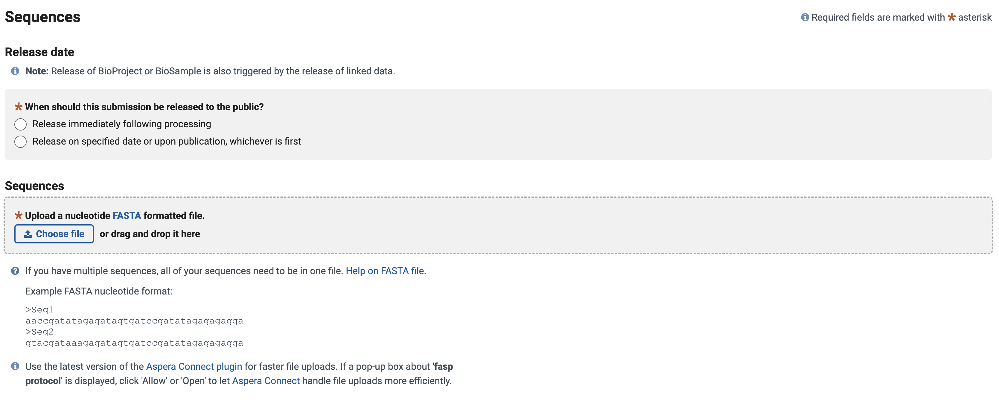 Sequences
Required fields are marked with * asterisk
Release date
Note: Release of BioProject or BioSample is also triggered by the release of linked data.
* When should this submission be released to the public?
Release immediately following processing
Release on specified date or upon publication, whichever is first
Sequences
* Upload a nucleotide FASTA formatted file.
Choose file or drag and drop it here
If you have multiple sequences, all of your sequences need to be in one file. Help on FASTA file.
Example FASTA nucleotide format:
>Seq1
aaccgatatagagatagtgatccgatatagagagagga
>Seq2
gtacgataaagagatagtgatccgatatagagagagga
Use the latest version of the Aspera Connect plugin for faster file uploads. If a pop-up box about 'fasp
protocol' is displayed, click 'Allow' or 'Open' to let Aspera Connect handle file uploads more efficiently.